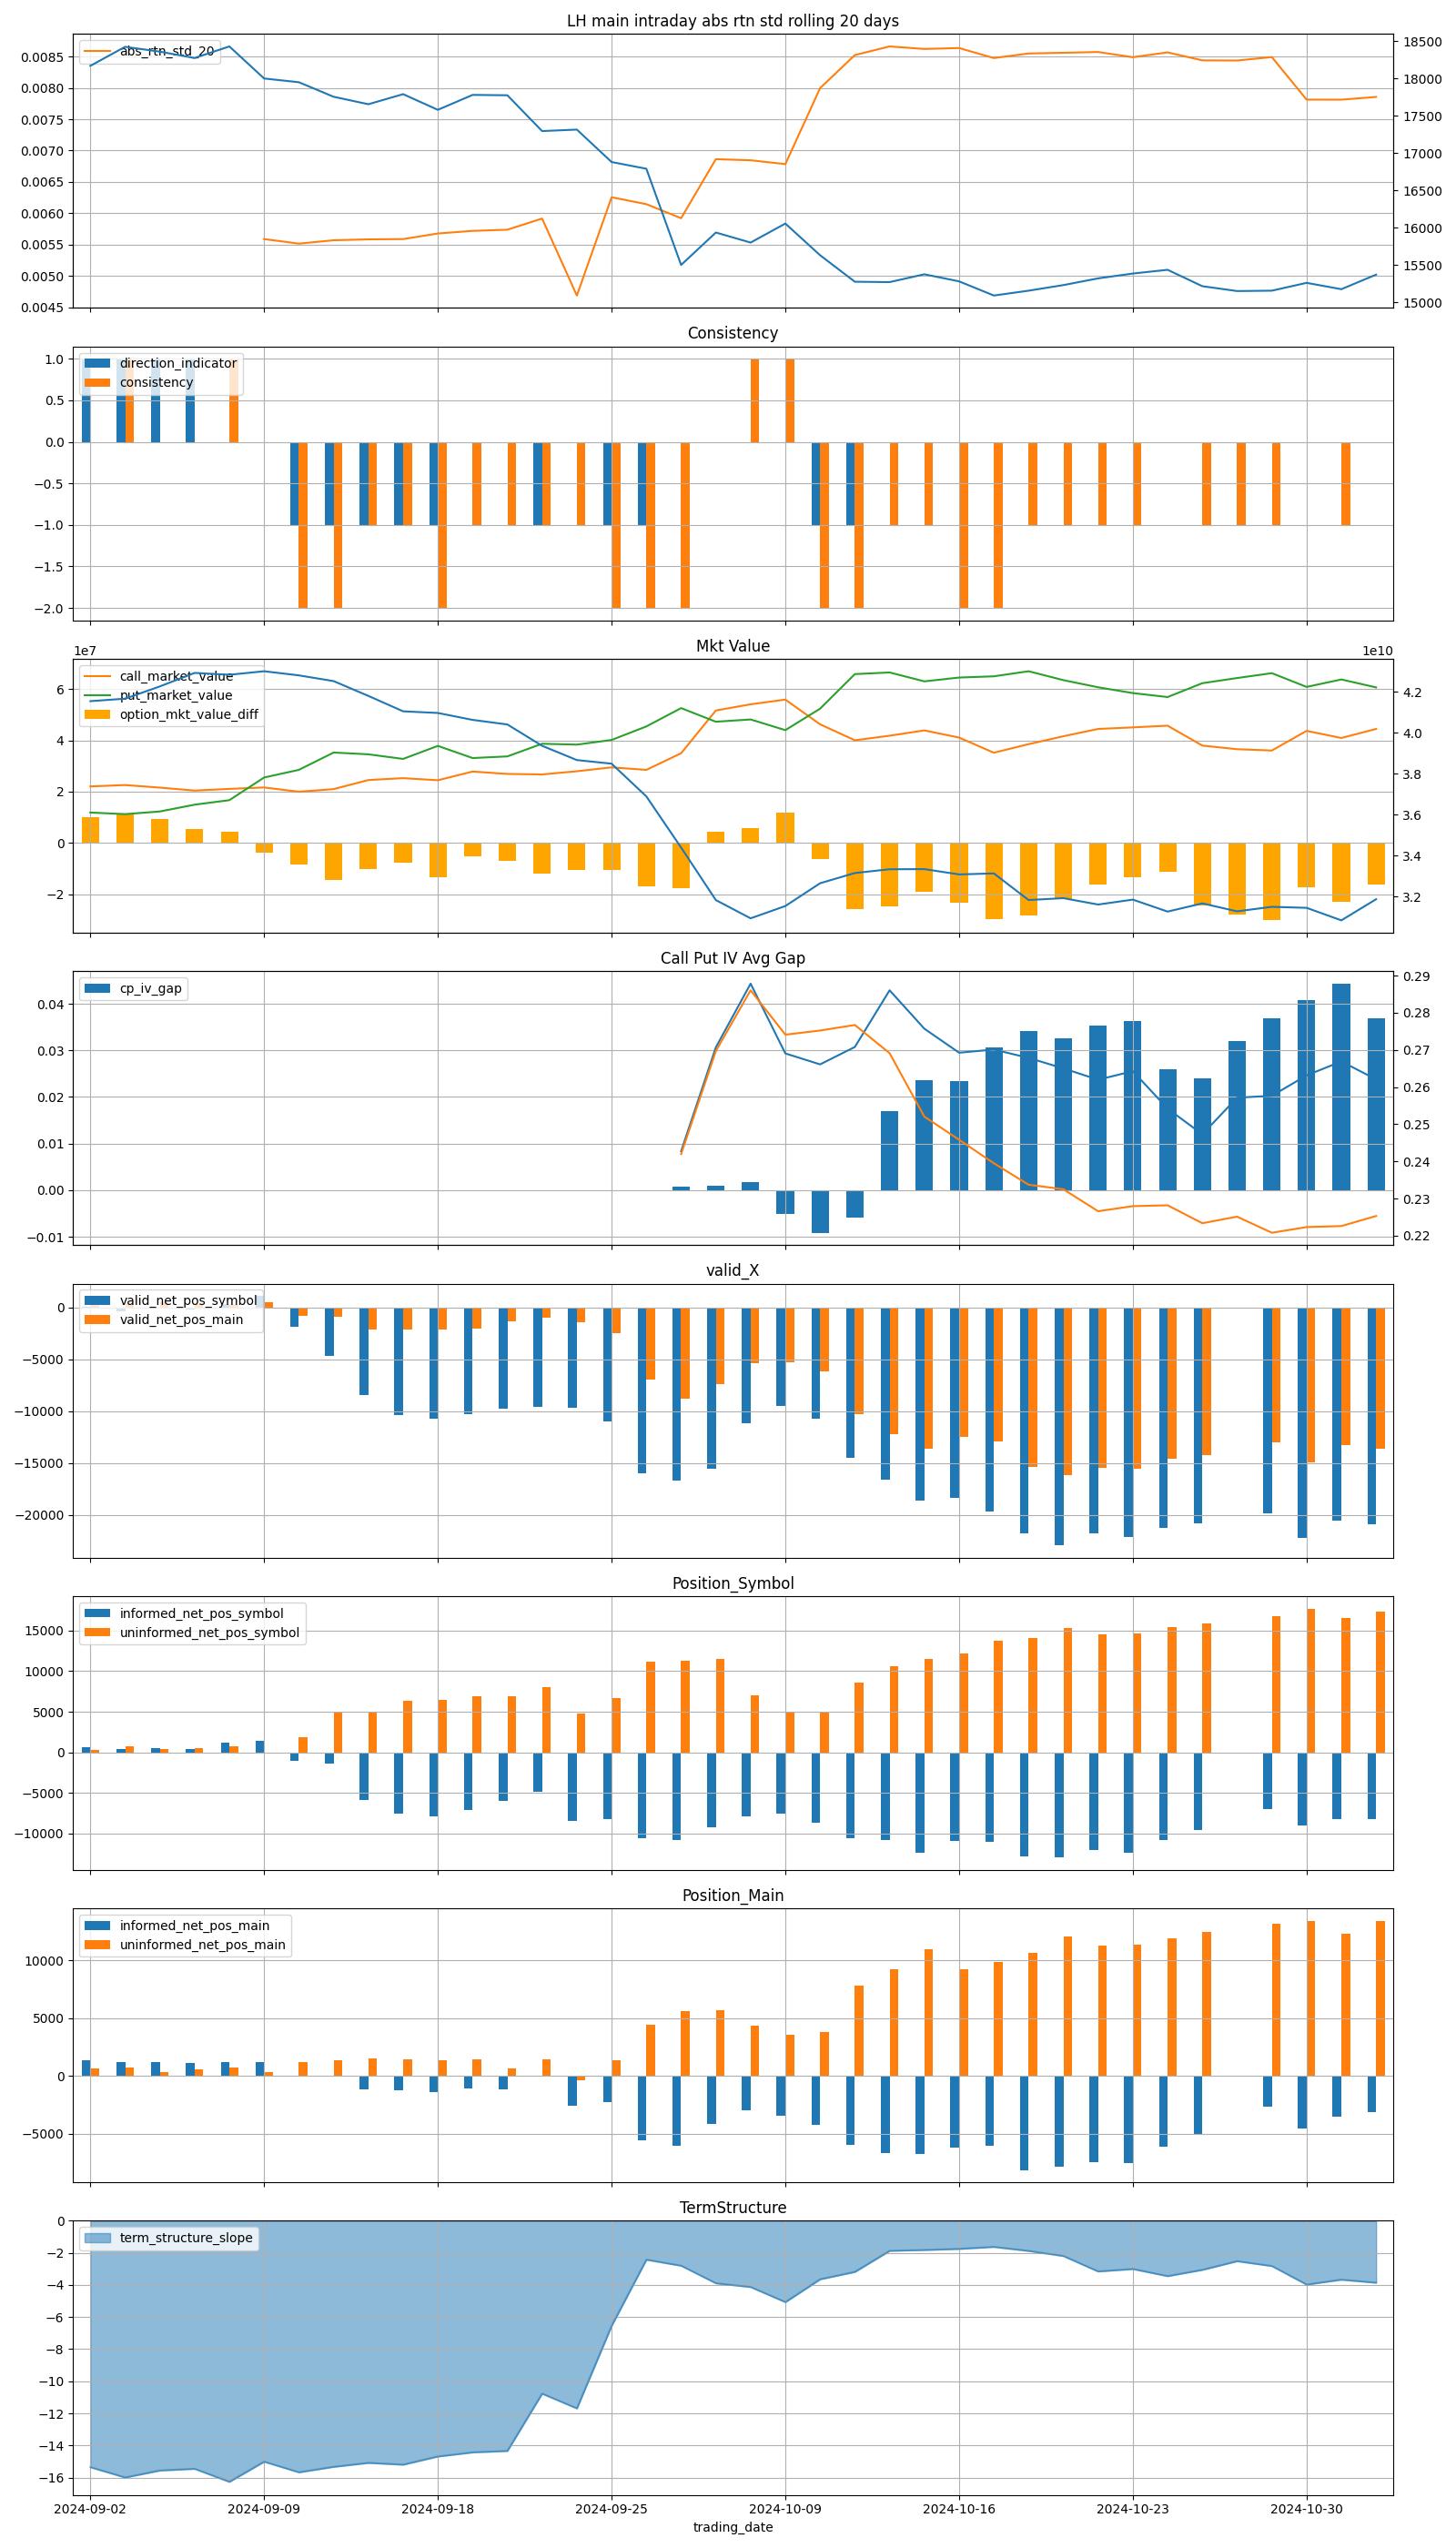 LH main intraday abs rtn std rolling 20 days
abs_rtn_std_20
0.0085
0.0080
0.0075
0.0070
0.0065
0.0060
0.0055
0.0050
0.0045
18500
18000
17500
17000
16500
16000
15500
15000
Consistency
direction_indicator
consistency
1.0
0.5
0.0
−0.5
−1.0
−1.5
−2.0
Mkt Value
1e7
1e10
call_market_value
put_market_value
option_mkt_value_diff
6
4
2
0
−2
4.2
4.0
3.8
3.6
3.4
3.2
Call Put IV Avg Gap
cp_iv_gap
0.04
0.03
0.02
0.01
0.00
−0.01
0.29
0.28
0.27
0.26
0.25
0.24
0.23
0.22
valid_X
valid_net_pos_symbol
valid_net_pos_main
0
−5000
−10000
−15000
−20000
Position_Symbol
informed_net_pos_symbol
uninformed_net_pos_symbol
15000
10000
5000
0
−5000
−10000
Position_Main
informed_net_pos_main
uninformed_net_pos_main
10000
5000
0
−5000
TermStructure
term_structure_slope
0
−2
−4
−6
−8
−10
−12
−14
−16
2024-09-02 2024-09-09 2024-09-18 2024-09-25 2024-10-09 2024-10-16 2024-10-23 2024-10-30
trading_date